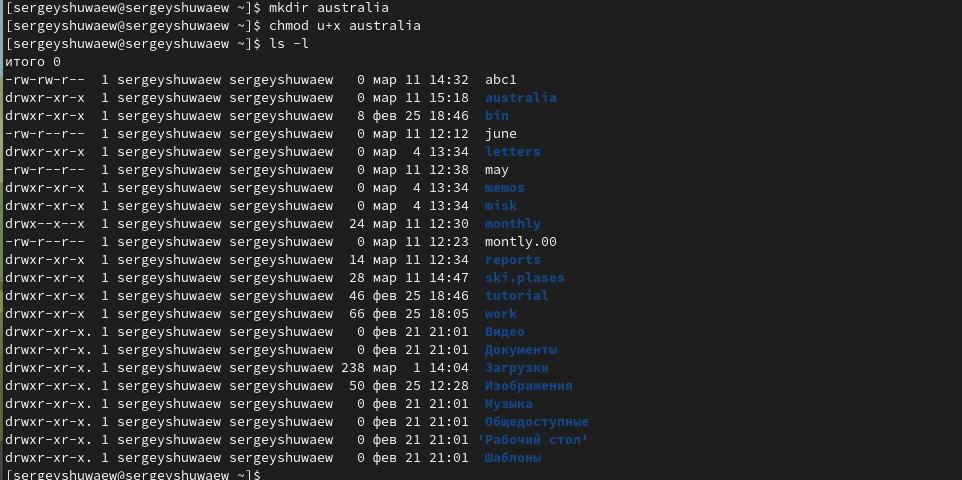 [sergeyshuwaew@sergeyshuwaew ~]$ mkdir australia
[sergeyshuwaew@sergeyshuwaew ~]$ chmod u+x australia
[sergeyshuwaew@sergeyshuwaew ~]$ ls -l
итого 0
-rw-rw-r--  1 sergeyshuwaew sergeyshuwaew   0 мар 11 14:32  abc1
drwxr-xr-x  1 sergeyshuwaew sergeyshuwaew   0 мар 11 15:18  australia
drwxr-xr-x  1 sergeyshuwaew sergeyshuwaew   8 фев 25 18:46  bin
-rw-r--r--  1 sergeyshuwaew sergeyshuwaew   0 мар 11 12:12  june
drwxr-xr-x  1 sergeyshuwaew sergeyshuwaew   0 мар  4 13:34  letters
-rw-r--r--  1 sergeyshuwaew sergeyshuwaew   0 мар 11 12:38  may
drwxr-xr-x  1 sergeyshuwaew sergeyshuwaew   0 мар  4 13:34  memos
drwxr-xr-x  1 sergeyshuwaew sergeyshuwaew   0 мар  4 13:34  misk
drwx--x--x  1 sergeyshuwaew sergeyshuwaew  24 мар 11 12:30  monthly
-rw-r--r--  1 sergeyshuwaew sergeyshuwaew   0 мар 11 12:23  montly.00
drwxr-xr-x  1 sergeyshuwaew sergeyshuwaew  14 мар 11 12:34  reports
drwxr-xr-x  1 sergeyshuwaew sergeyshuwaew  28 мар 11 14:47  ski.plases
drwxr-xr-x  1 sergeyshuwaew sergeyshuwaew  46 фев 25 18:46  tutorial
drwxr-xr-x  1 sergeyshuwaew sergeyshuwaew  66 фев 25 18:05  work
drwxr-xr-x. 1 sergeyshuwaew sergeyshuwaew   0 фев 21 21:01  Видео
drwxr-xr-x. 1 sergeyshuwaew sergeyshuwaew   0 фев 21 21:01  Документы
drwxr-xr-x. 1 sergeyshuwaew sergeyshuwaew 238 мар  1 14:04  Загрузки
drwxr-xr-x. 1 sergeyshuwaew sergeyshuwaew  50 фев 25 12:28  Изображения
drwxr-xr-x. 1 sergeyshuwaew sergeyshuwaew   0 фев 21 21:01  Музыка
drwxr-xr-x. 1 sergeyshuwaew sergeyshuwaew   0 фев 21 21:01  Общедоступные
drwxr-xr-x. 1 sergeyshuwaew sergeyshuwaew   0 фев 21 21:01 'Рабочий стол'
drwxr-xr-x. 1 sergeyshuwaew sergeyshuwaew   0 фев 21 21:01  Шаблоны
[sergeyshuwaew@sergeyshuwaew ~]$